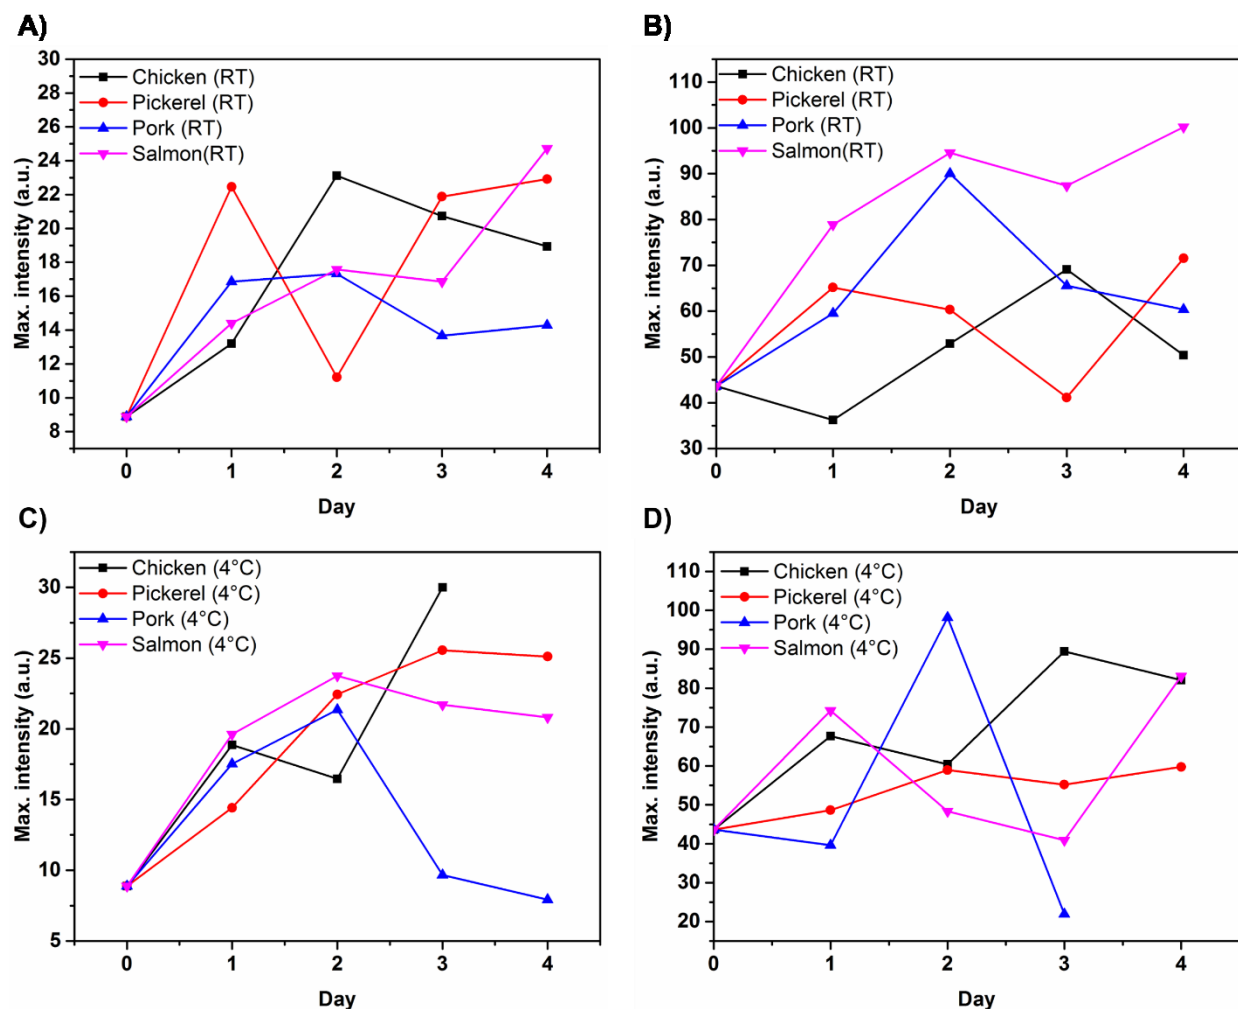 A)
30
28
26
24
22
20
18
16
14
12
10
8
Max. intensity (a.u.)
Chicken (RT)
Pickerel (RT)
Pork (RT)
Salmon(RT)
0 1 2 3 4
Day
B)
110
100
90
80
70
60
50
40
30
Max. intensity (a.u.)
Chicken (RT)
Pickerel (RT)
Pork (RT)
Salmon(RT)
0 1 2 3 4
Day
C)
30
25
20
15
10
5
Max. intensity (a.u.)
Chicken (4°C)
Pickerel (4°C)
Pork (4°C)
Salmon (4°C)
0 1 2 3 4
Day
D)
110
100
90
80
70
60
50
40
30
20
Max. intensity (a.u.)
Chicken (4°C)
Pickerel (4°C)
Pork (4°C)
Salmon (4°C)
0 1 2 3 4
Day